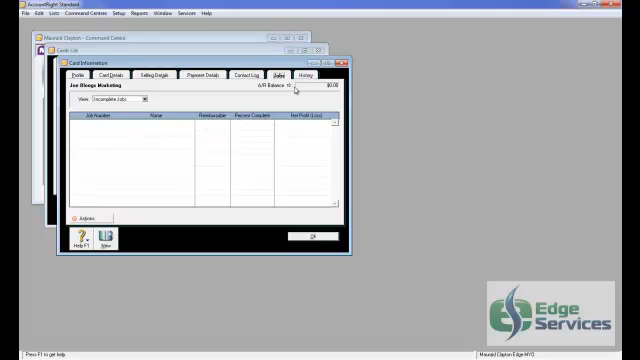 AccountRight Standard
File Edit Lists Command Centres Setup Reports Window Services Help
Mauroid Clayton - Command Centre
Cards List
Card Information
Profile Card Details Selling Details Payment Details Contact Log Jobs History
Joe Blongs Marketing A/R Balance $0.00
View: Incomplete Jobs
Job Number Name Reimbursable Percent Complete Net Profit (Loss)
Actions
Help F1 New OK
Edge
Services
Press F1 to get help. Mauroid Clayton Edge MYO